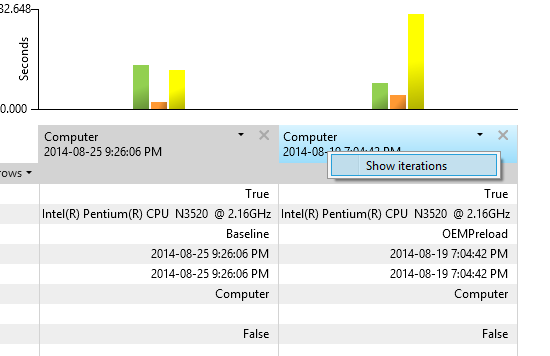 32.648
Seconds
0.000
Computer
2014-08-25 9:26:06 PM
Computer
2014-08-19 7:04:42 PM
Show iterations
rows
True
True
Intel(R) Pentium(R) CPU  N3520  @ 2.16GHz
Intel(R) Pentium(R) CPU  N3520  @ 2.16GHz
Baseline
OEMPreload
2014-08-25 9:26:06 PM
2014-08-19 7:04:42 PM
2014-08-25 9:26:06 PM
2014-08-19 7:04:42 PM
Computer
Computer
False
False